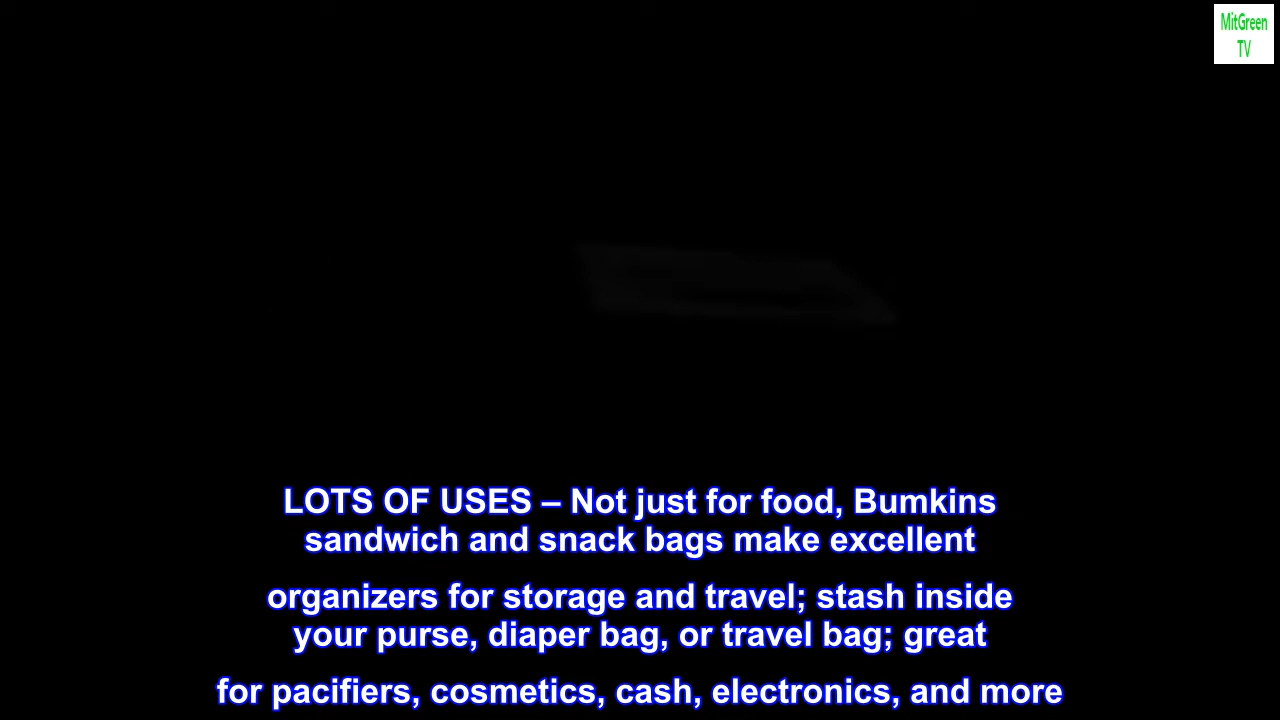 MitGreen
TV
LOTS OF USES – Not just for food, Bumkins
sandwich and snack bags make excellent
organizers for storage and travel; stash inside
your purse, diaper bag, or travel bag; great
for pacifiers, cosmetics, cash, electronics, and more